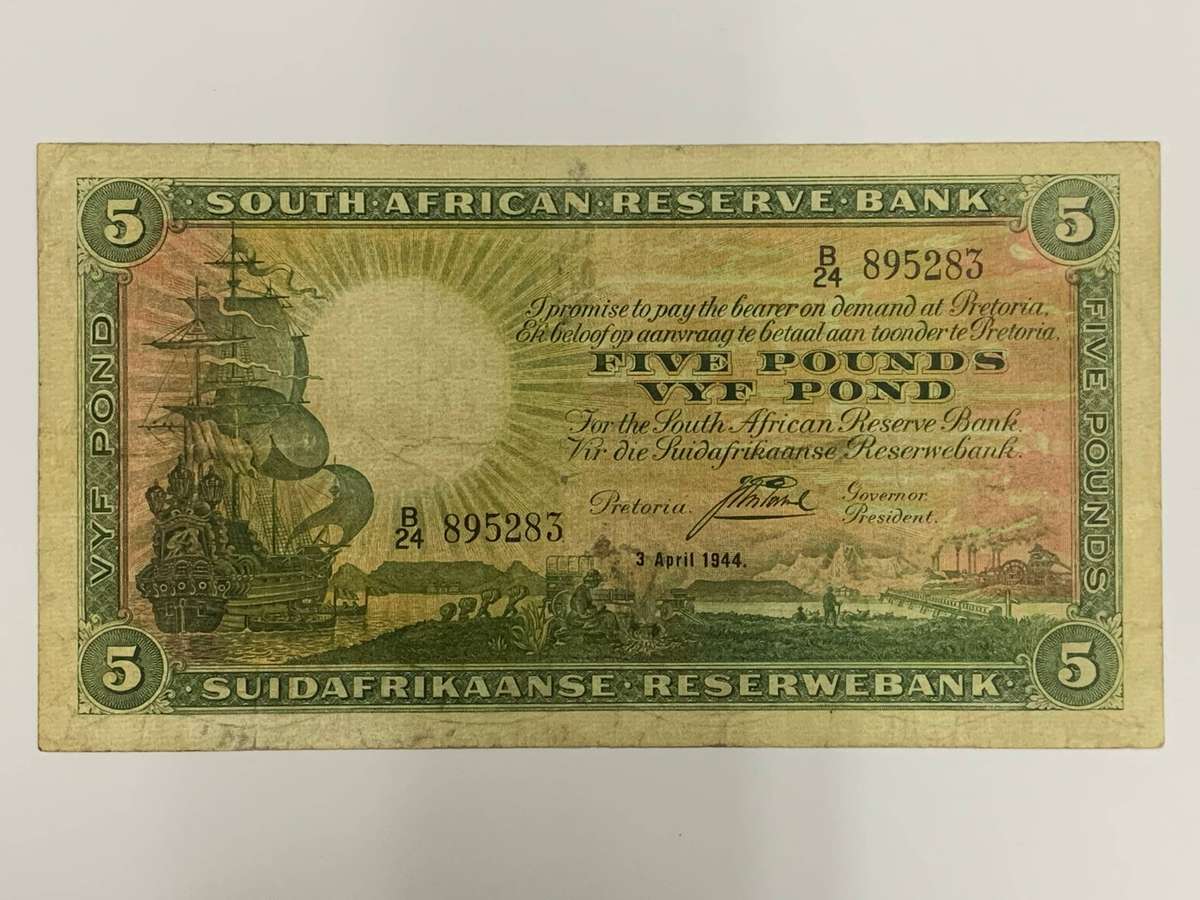 5 · SOUTH · AFRICAN · RESERVE · BANK · 5
B/24 895283
I promise to pay the bearer on demand at Pretoria,
Ek beloof op aanvraag te betaal aan toonder te Pretoria,
FIVE POUNDS
VYF POND
For the South African Reserve Bank.
Vir die Suidafrikaanse Reserwebank.
Pretoria.
Governor
President.
B/24 895283
3 April 1944.
VYF POND
FIVE POUNDS
5 · SUIDAFRIKAANSE · RESERWEBANK · 5